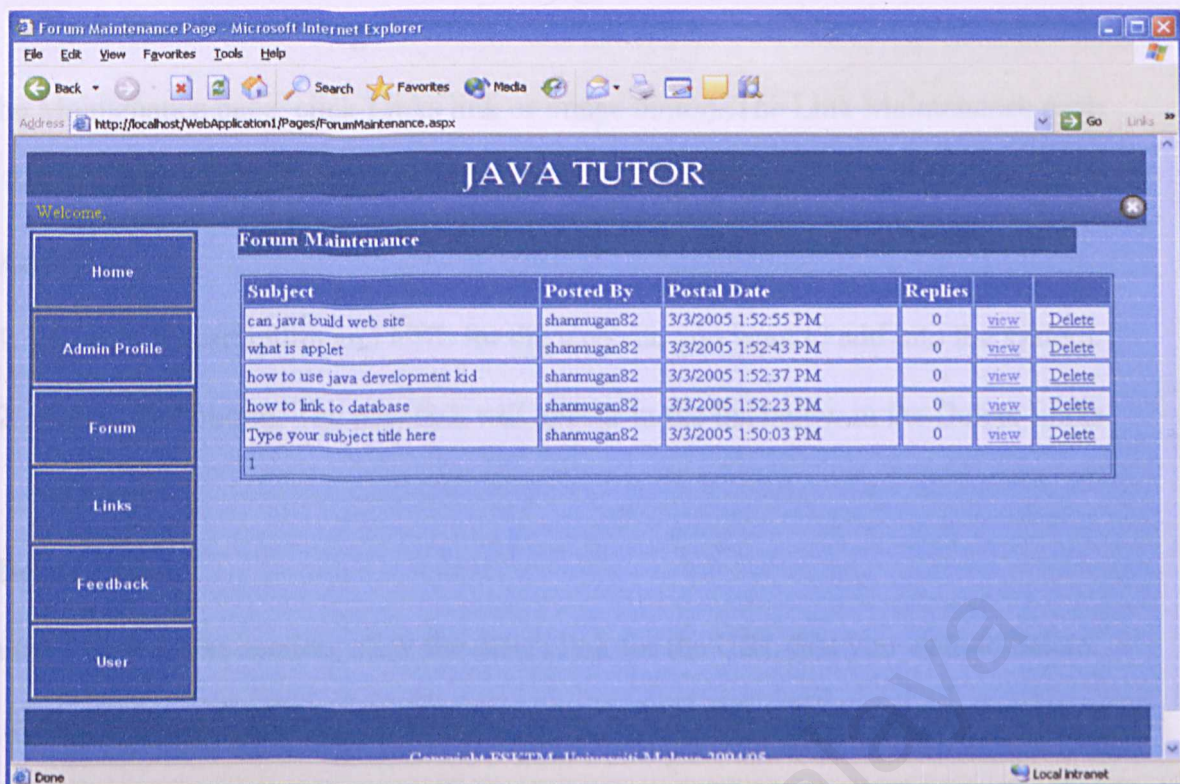 Forum Maintenance Page - Microsoft Internet Explorer
File Edit View Favorites Tools Help
Back Search Favorites Media
Address http://localhost/WebApplication1/Pages/ForumMaintenance.aspx Go Links »
JAVA TUTOR
Welcome,
Home
Admin Profile
Forum
Links
Feedback
User
Forum Maintenance
Subject Posted By Postal Date Replies
can java build web site shanmugan82 3/3/2005 1:52:55 PM 0 view Delete
what is applet shanmugan82 3/3/2005 1:52:43 PM 0 view Delete
how to use java development kid shanmugan82 3/3/2005 1:52:37 PM 0 view Delete
how to link to database shanmugan82 3/3/2005 1:52:23 PM 0 view Delete
Type your subject title here shanmugan82 3/3/2005 1:50:03 PM 0 view Delete
1
Copyright FSKTM, Universiti Malaya 2004/05
Done Local intranet